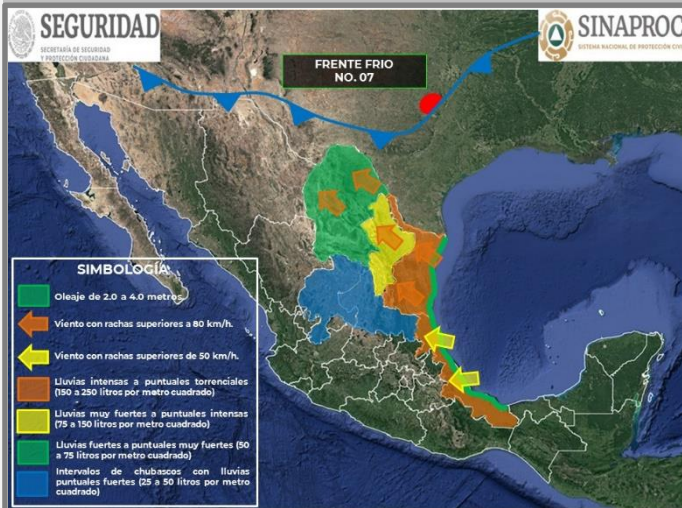 SEGURIDAD
SECRETARÍA DE SEGURIDAD
Y PROTECCIÓN CIUDADANA
SINAPROC
SISTEMA NACIONAL DE PROTECCIÓN CIVI
FRENTE FRIO
NO. 07
SIMBOLOGÍA
Oleaje de 2.0 a 4.0 metros
Viento con rachas superiores a 80 km/h.
Viento con rachas superiores de 50 km/h.
Lluvias intensas a puntuales torrenciales
(150 a 250 litros por metro cuadrado)
Lluvias muy fuertes a puntuales intensas
(75 a 150 litros por metro cuadrado)
Lluvias fuertes a puntuales muy fuertes (50
a 75 litros por metro cuadrado)
Intervalos de chubascos con lluvias
puntuales fuertes (25 a 50 litros por metro
cuadrado)